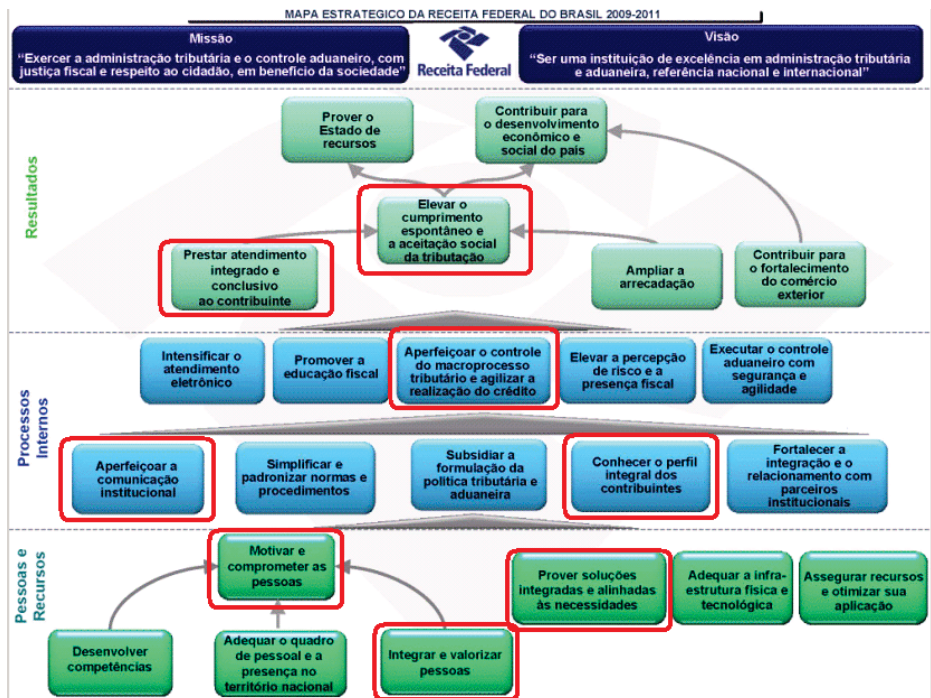 MAPA ESTRATEGICO DA RECEITA FEDERAL DO BRASIL 2009-2011
Missão
“Exercer a administração tributária e o controle aduaneiro, com
justiça fiscal e respeito ao cidadão, em benefício da sociedade”
Receita Federal
Visão
“Ser uma instituição de excelência em administração tributária
e aduaneira, referência nacional e internacional”
Resultados
Prover o
Estado de
recursos
Contribuir para
o desenvolvimento
econômico e
social do país
Elevar o
cumprimento
espontâneo e
a aceitação social
da tributação
Prestar atendimento
integrado e
conclusivo
ao contribuinte
Ampliar a
arrecadação
Contribuir para
o fortalecimento
do comércio
exterior
Processos
Internos
Intensificar o
atendimento
eletrônico
Promover a
educação fiscal
Aperfeiçoar o controle
do macroprocesso
tributário e agilizar a
realização do crédito
Elevar a percepção
de risco e a
presença fiscal
Executar o controle
aduaneiro com
segurança e
agilidade
Aperfeiçoar a
comunicação
institucional
Simplificar e
padronizar normas e
procedimentos
Subsidiar a
formulação da
política tributária e
aduaneira
Conhecer o perfil
integral dos
contribuintes
Fortalecer a
integração e o
relacionamento com
parceiros
institucionais
Pessoas e
Recursos
Motivar e
comprometer as
pessoas
Prover soluções
integradas e alinhadas
às necessidades
Adequar a infra-
estrutura física e
tecnológica
Assegurar recursos
e otimizar sua
aplicação
Desenvolver
competências
Adequar o quadro
de pessoal e a
presença no
território nacional
Integrar e valorizar
pessoas